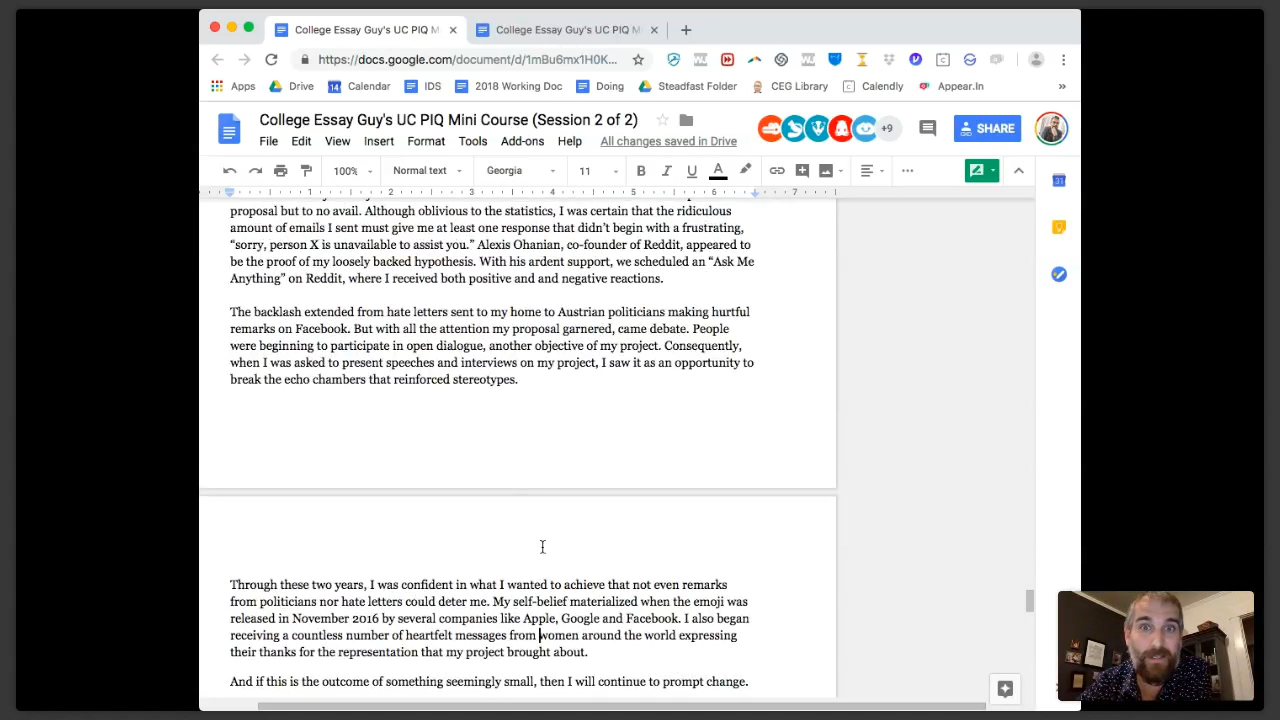 College Essay Guy's UC PIQ M
College Essay Guy's UC PIQ M
https://docs.google.com/document/d/1mBu6mx1H0K...
Apps Drive 14 Calendar IDS 2018 Working Doc Doing Steadfast Folder CEG Library C Calendly Appear.In »
College Essay Guy's UC PIQ Mini Course (Session 2 of 2)
+9
SHARE
File Edit View Insert Format Tools Add-ons Help All changes saved in Drive
100% Normal text Georgia 11 B I U A
1 2 3 4 5 6 7
31
proposal but to no avail. Although oblivious to the statistics, I was certain that the ridiculous
amount of emails I sent must give me at least one response that didn’t begin with a frustrating,
“sorry, person X is unavailable to assist you.” Alexis Ohanian, co-founder of Reddit, appeared to
be the proof of my loosely backed hypothesis. With his ardent support, we scheduled an “Ask Me
Anything” on Reddit, where I received both positive and and negative reactions.
The backlash extended from hate letters sent to my home to Austrian politicians making hurtful
remarks on Facebook. But with all the attention my proposal garnered, came debate. People
were beginning to participate in open dialogue, another objective of my project. Consequently,
when I was asked to present speeches and interviews on my project, I saw it as an opportunity to
break the echo chambers that reinforced stereotypes.
Through these two years, I was confident in what I wanted to achieve that not even remarks
from politicians nor hate letters could deter me. My self-belief materialized when the emoji was
released in November 2016 by several companies like Apple, Google and Facebook. I also began
receiving a countless number of heartfelt messages from women around the world expressing
their thanks for the representation that my project brought about.
And if this is the outcome of something seemingly small, then I will continue to prompt change.